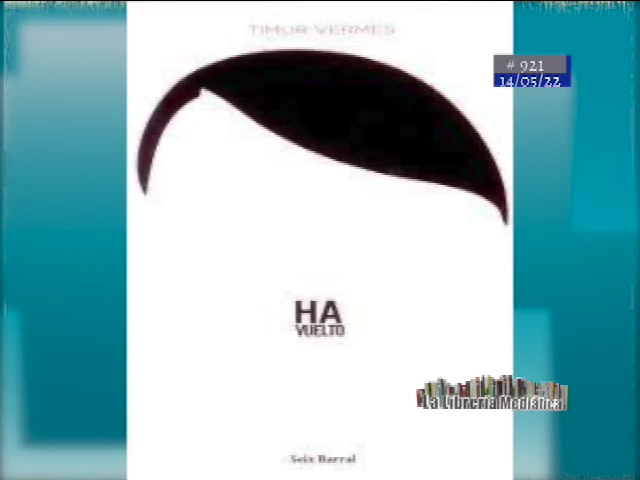 TIMUR VERMES
# 921
14/05/22
HA
VUELTO
La Librería Mediática
Seix Barral